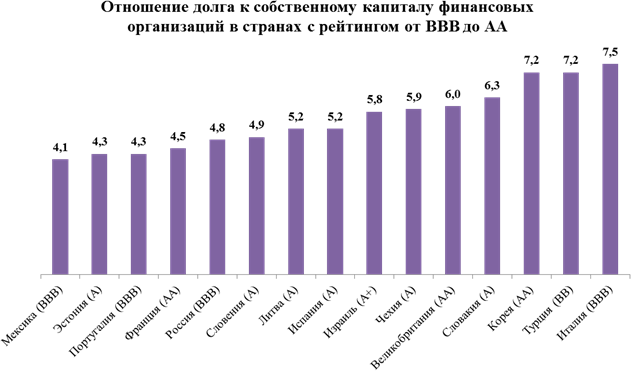 Отношение долга к собственному капиталу финансовых
организаций в странах с рейтингом от BBB до AA
4,1
4,3
4,3
4,5
4,8
4,9
5,2
5,2
5,8
5,9
6,0
6,3
7,2
7,2
7,5
Мексика (BBB)
Эстония (A)
Португалия (BBB)
Франция (AA)
Россия (BBB)
Словения (A)
Литва (A)
Испания (A)
Израиль (A+)
Чехия (A)
Великобритания (AA)
Словакия (A)
Корея (AA)
Турция (BB)
Италия (BBB)